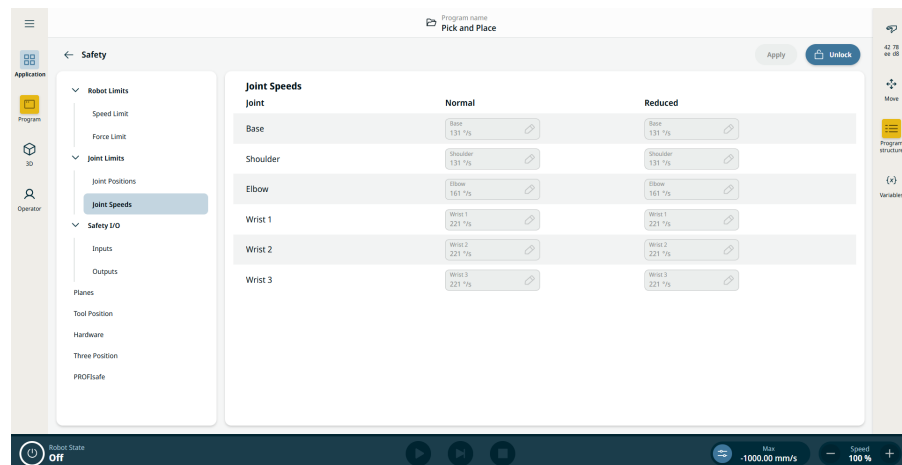 Program name
Pick and Place
42 78
ee d8
Safety
Apply
Unlock
Application
Program
3D
Operator
Robot Limits
Speed Limit
Force Limit
Joint Limits
Joint Positions
Joint Speeds
Safety I/O
Inputs
Outputs
Planes
Tool Position
Hardware
Three Position
PROFIsafe
Joint Speeds
Joint Normal Reduced
Base Base Base
131 °/s 131 °/s
Shoulder Shoulder Shoulder
131 °/s 131 °/s
Elbow Elbow Elbow
161 °/s 161 °/s
Wrist 1 Wrist 1 Wrist 1
221 °/s 221 °/s
Wrist 2 Wrist 2 Wrist 2
221 °/s 221 °/s
Wrist 3 Wrist 3 Wrist 3
221 °/s 221 °/s
Move
Program
structure
{x}
Variables
Robot State
Off
Max
-1000.00 mm/s
Speed
100 %